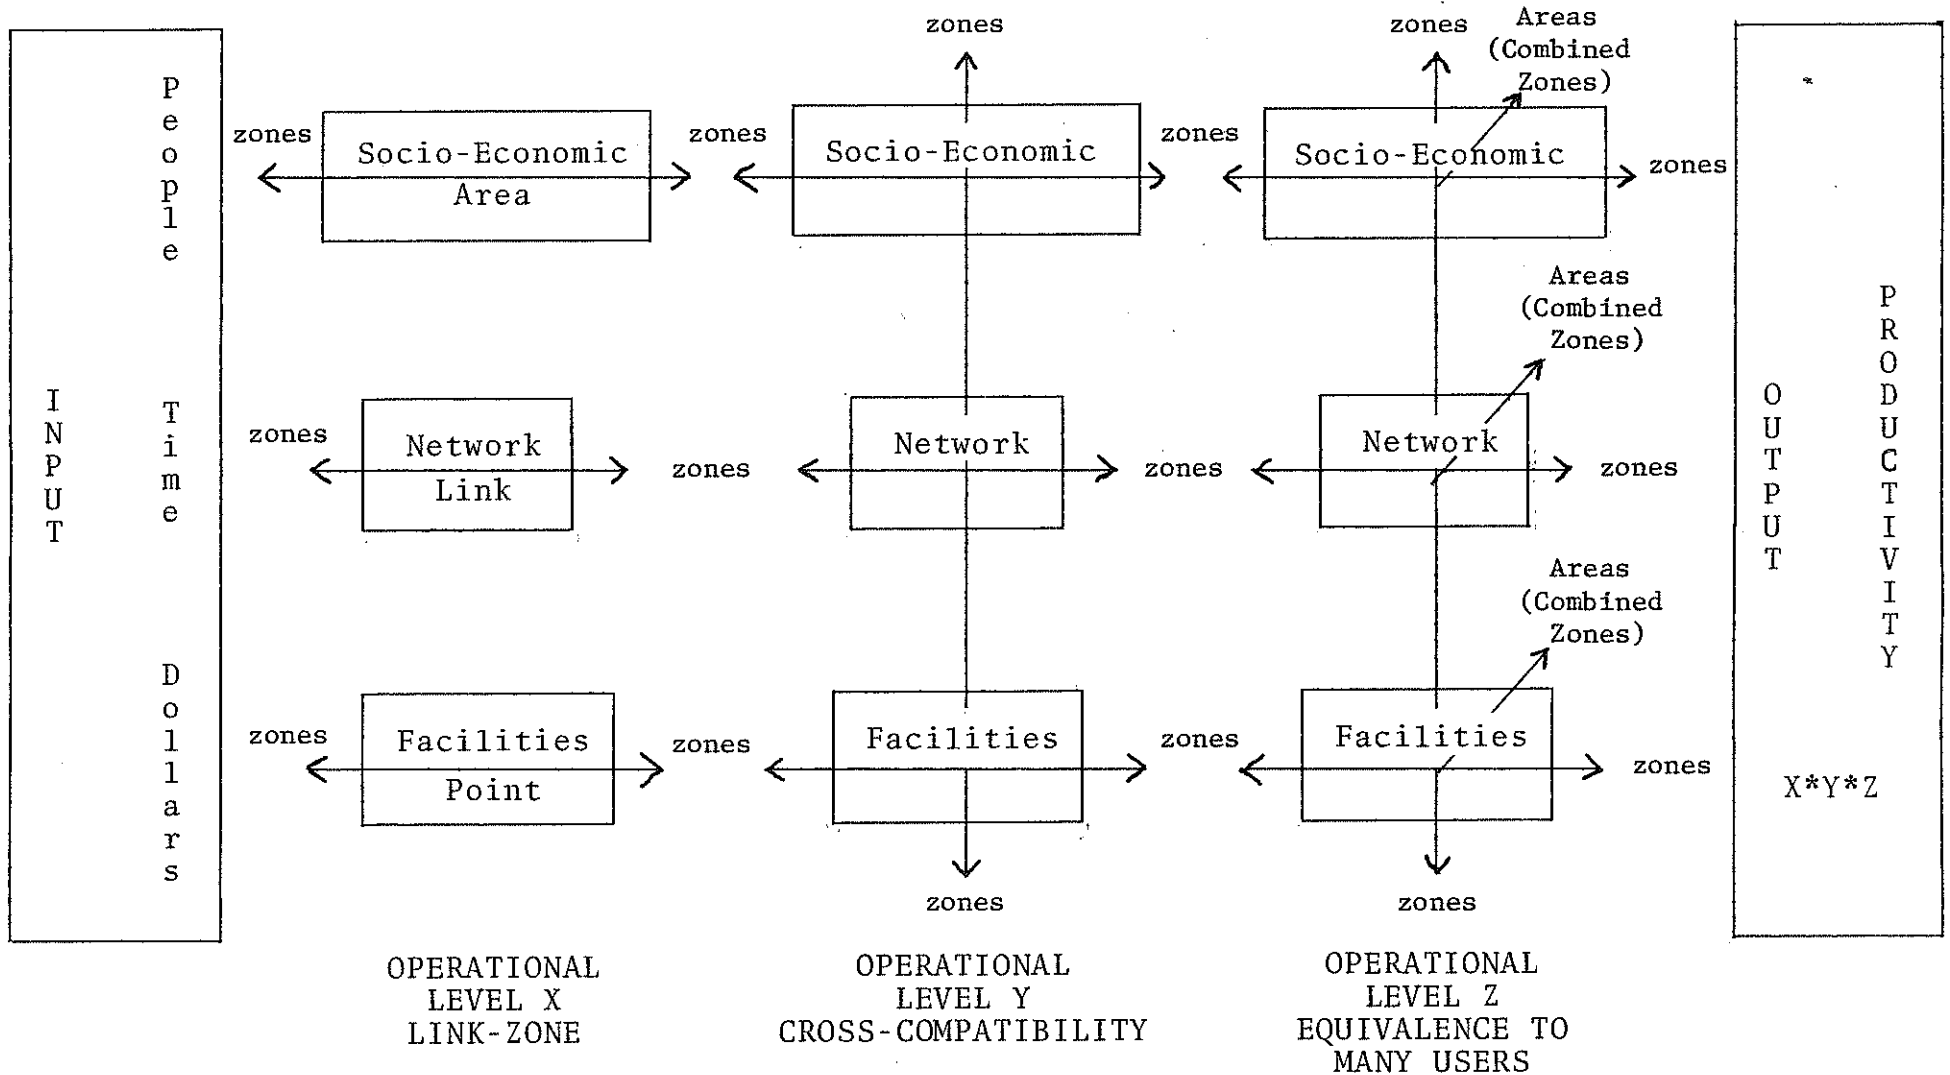 INPUT
People
Time
Dollars
zones
Socio-Economic
Area
zones
zones
Network
Link
zones
zones
Facilities
Point
zones
OPERATIONAL
LEVEL X
LINK-ZONE
zones
Socio-Economic
zones
Network
zones
Facilities
zones
zones
OPERATIONAL
LEVEL Y
CROSS-COMPATIBILITY
zones
Areas
(Combined
Zones)
Socio-Economic
zones
Areas
(Combined
Zones)
Network
zones
Areas
(Combined
Zones)
Facilities
zones
zones
OPERATIONAL
LEVEL Z
EQUIVALENCE TO
MANY USERS
OUTPUT
PRODUCTIVITY
X*Y*Z